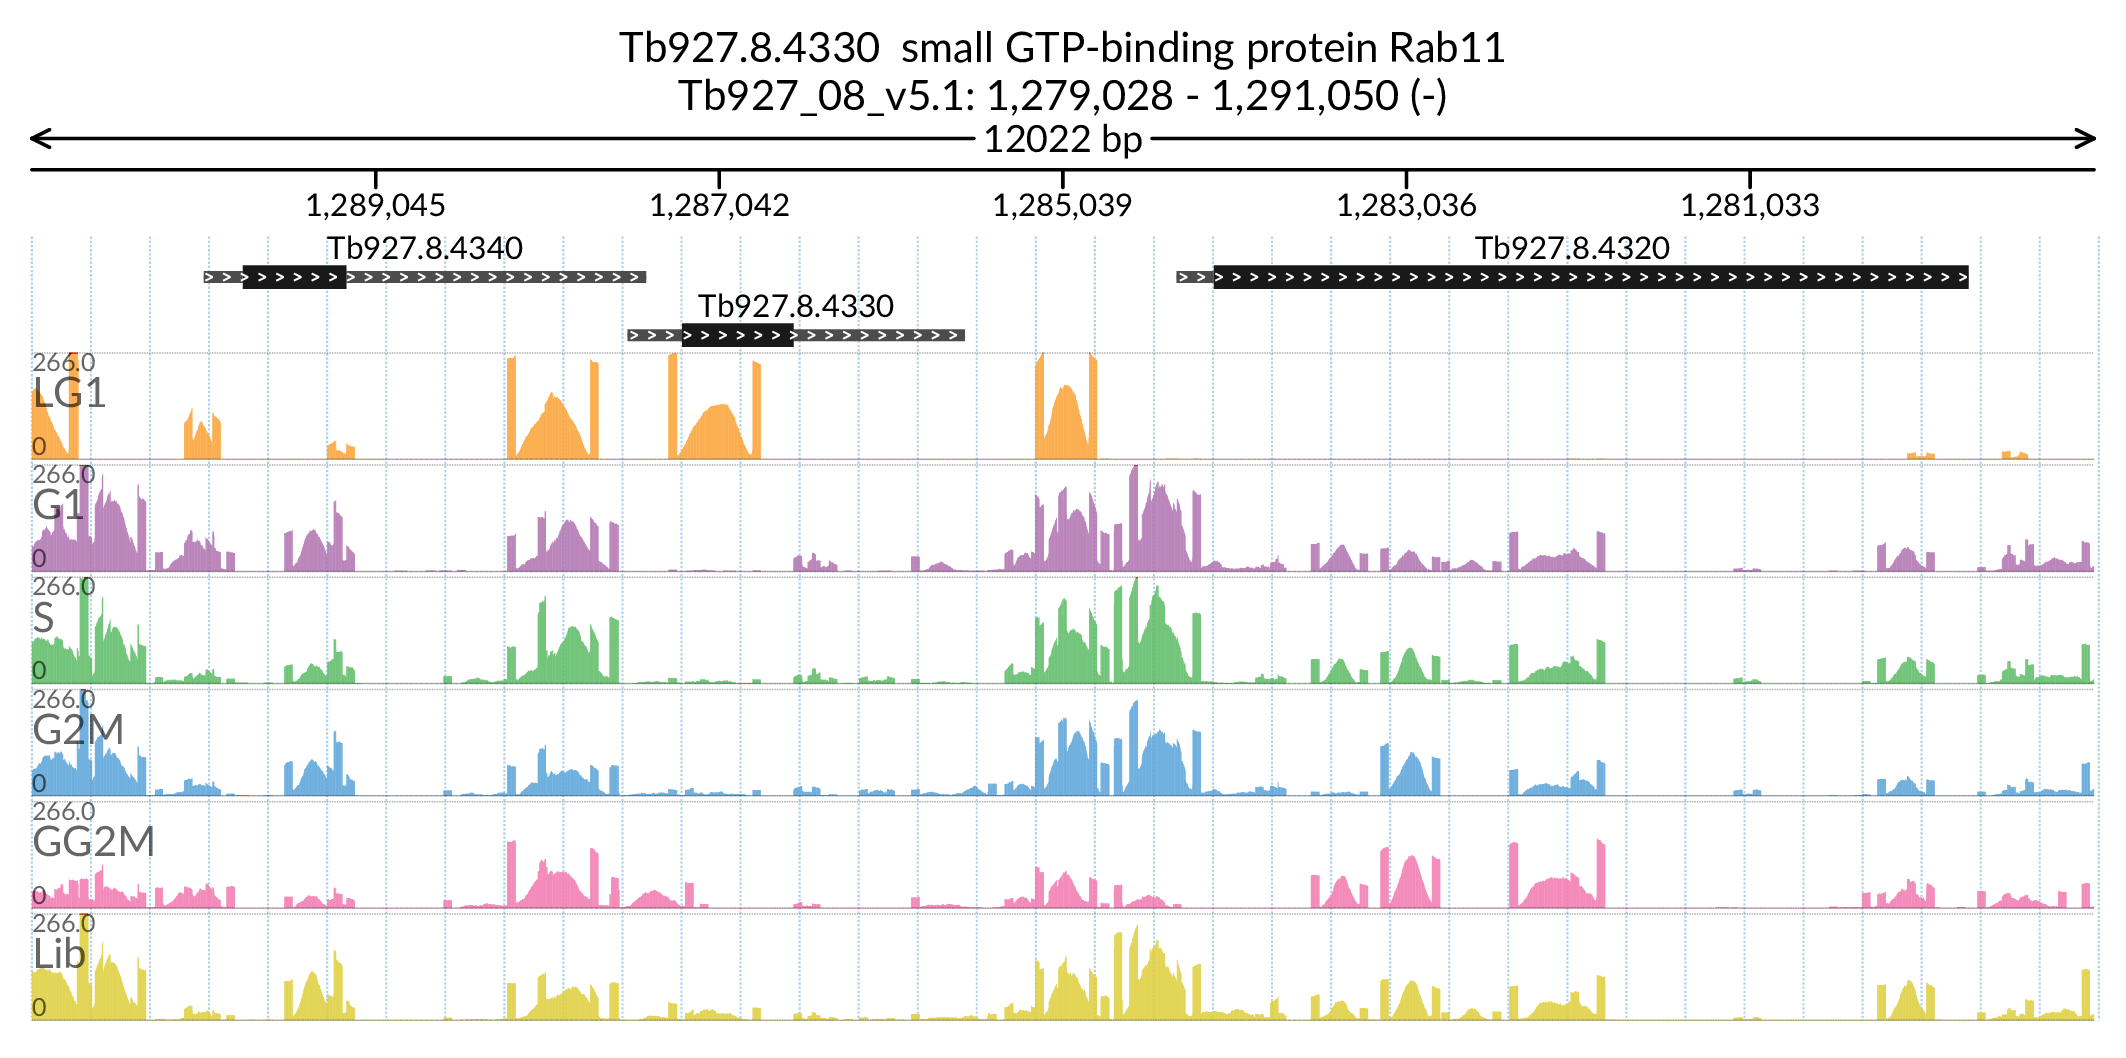 Tb927.8.4330  small GTP-binding protein Rab11
Tb927_08_v5.1: 1,279,028 - 1,291,050 (-)
12022 bp
1,289,045 1,287,042 1,285,039 1,283,036 1,281,033
Tb927.8.4340 Tb927.8.4320
Tb927.8.4330
266.0
LG1
0
266.0
G1
0
266.0
S
0
266.0
G2M
0
266.0
GG2M
0
266.0
Lib
0